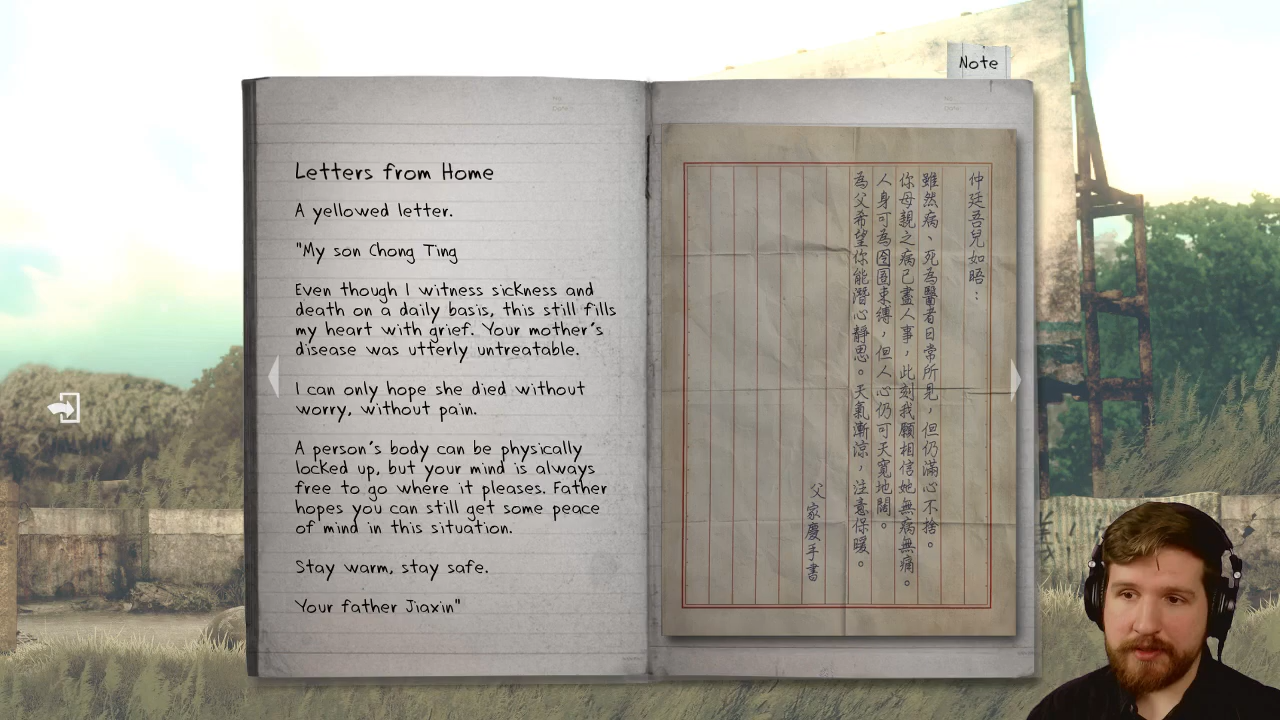 Note
Letters from Home
A yellowed letter.
"My son Chong Ting
Even though I witness sickness and
death on a daily basis, this still fills
my heart with grief. Your mother's
disease was utterly untreatable.
I can only hope she died without
worry, without pain.
A person's body can be physically
locked up, but your mind is always
free to go where it pleases. Father
hopes you can still get some peace
of mind in this situation.
Stay warm, stay safe.
Your father Jiaxin"
仲廷吾兒如晤：
雖然病、死為醫者日常所見，但仍滿心不捨。
你母親之病已盡人事，此刻我願相信她無病無痛。
人身可為囹圄束縛，但人心仍可天寬地闊。
為父希望你能潛心靜思。天氣漸涼，注意保暖。
父家慶手書